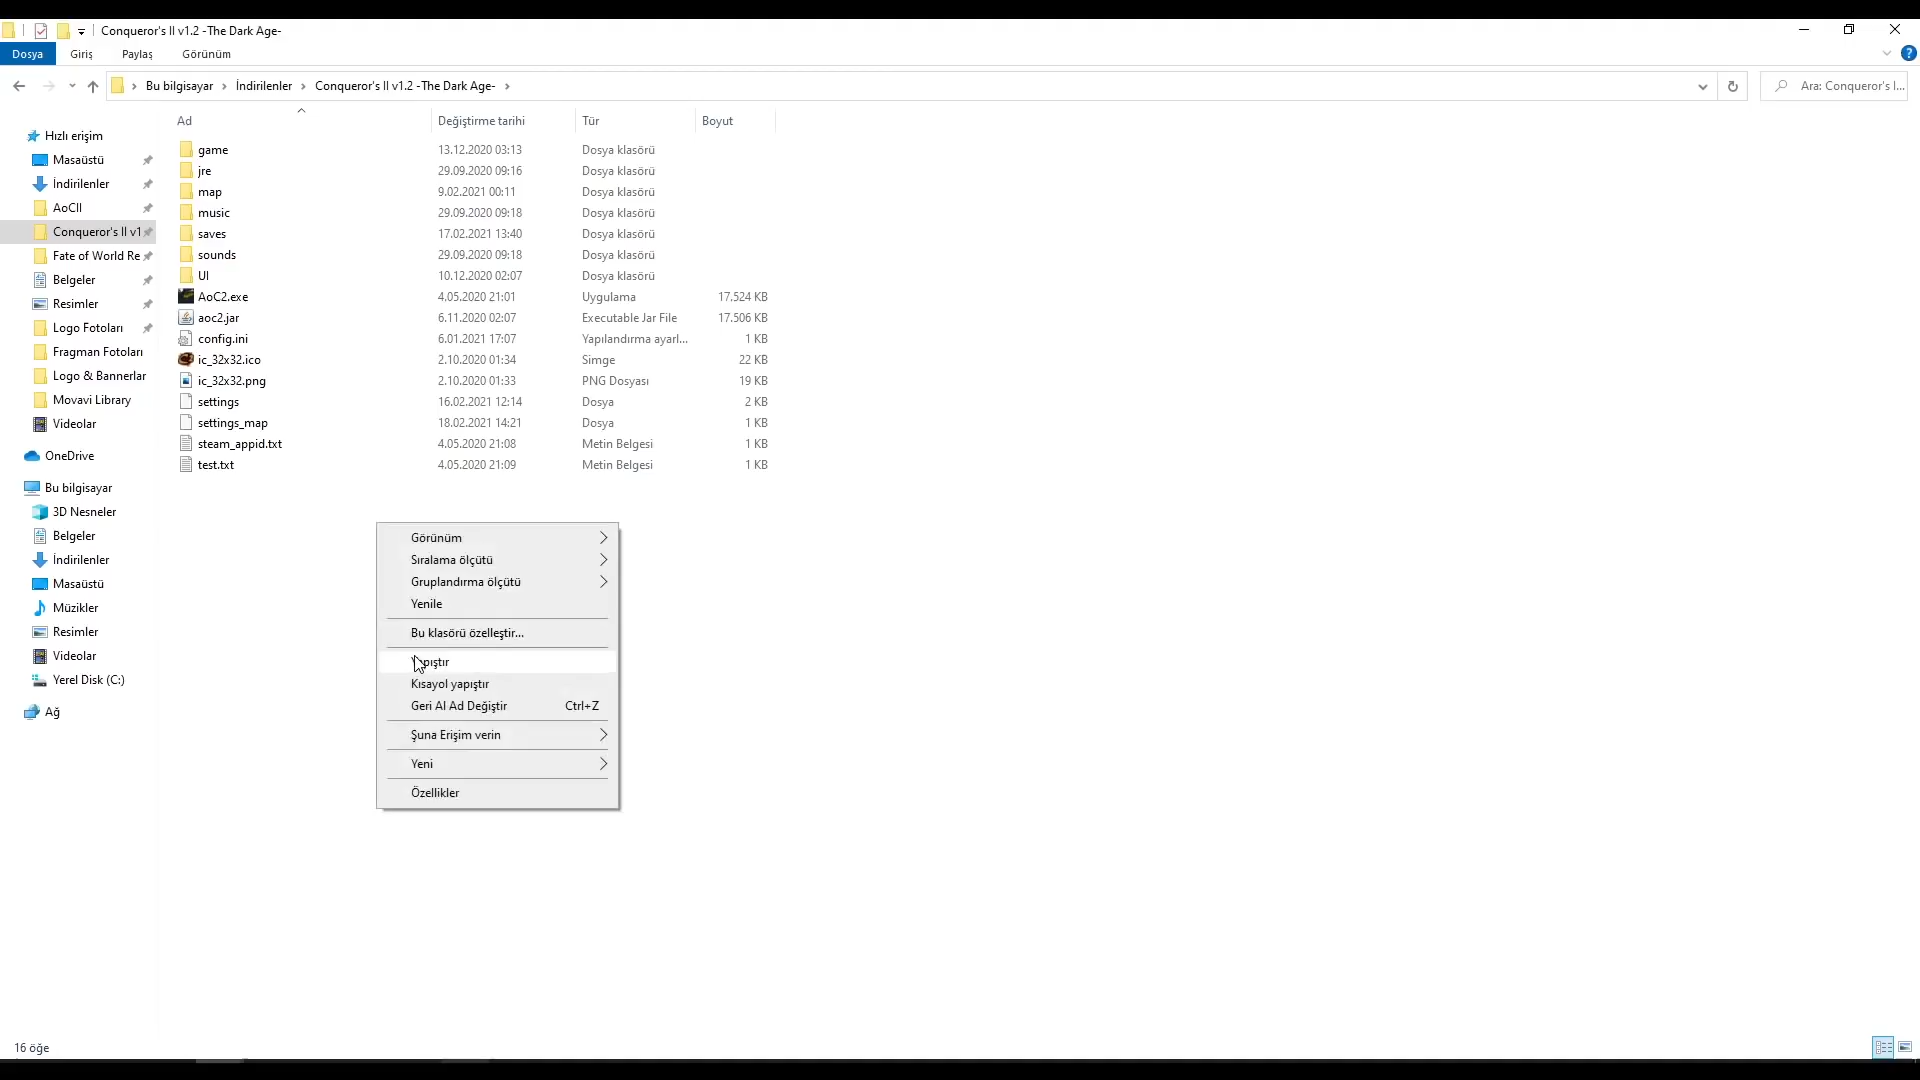 Conqueror's II v1.2 -The Dark Age-
Dosya Giriş Paylaş Görünüm
Bu bilgisayar İndirilenler Conqueror's II v1.2 -The Dark Age-
Ara: Conqueror's I...
Ad Değiştirme tarihi Tür Boyut
Hızlı erişim
Masaüstü
İndirilenler
AoCII
Conqueror's II v1
Fate of World Re
Belgeler
Resimler
Logo Fotoları
Fragman Fotoları
Logo & Bannerlar
Movavi Library
Videolar
OneDrive
Bu bilgisayar
3D Nesneler
Belgeler
İndirilenler
Masaüstü
Müzikler
Resimler
Videolar
Yerel Disk (C:)
Ağ
game 13.12.2020 03:13 Dosya klasörü
jre 29.09.2020 09:16 Dosya klasörü
map 9.02.2021 00:11 Dosya klasörü
music 29.09.2020 09:18 Dosya klasörü
saves 17.02.2021 13:40 Dosya klasörü
sounds 29.09.2020 09:18 Dosya klasörü
UI 10.12.2020 02:07 Dosya klasörü
AoC2.exe 4.05.2020 21:01 Uygulama 17.524 KB
aoc2.jar 6.11.2020 02:07 Executable Jar File 17.506 KB
config.ini 6.01.2021 17:07 Yapılandırma ayarl... 1 KB
ic_32x32.ico 2.10.2020 01:34 Simge 22 KB
ic_32x32.png 2.10.2020 01:33 PNG Dosyası 19 KB
settings 16.02.2021 12:14 Dosya 2 KB
settings_map 18.02.2021 14:21 Dosya 1 KB
steam_appid.txt 4.05.2020 21:08 Metin Belgesi 1 KB
test.txt 4.05.2020 21:09 Metin Belgesi 1 KB
Görünüm
Sıralama ölçütü
Gruplandırma ölçütü
Yenile
Bu klasörü özelleştir...
Yapıştır
Kısayol yapıştır
Geri Al Ad Değiştir Ctrl+Z
Şuna Erişim verin
Yeni
Özellikler
16 öğe